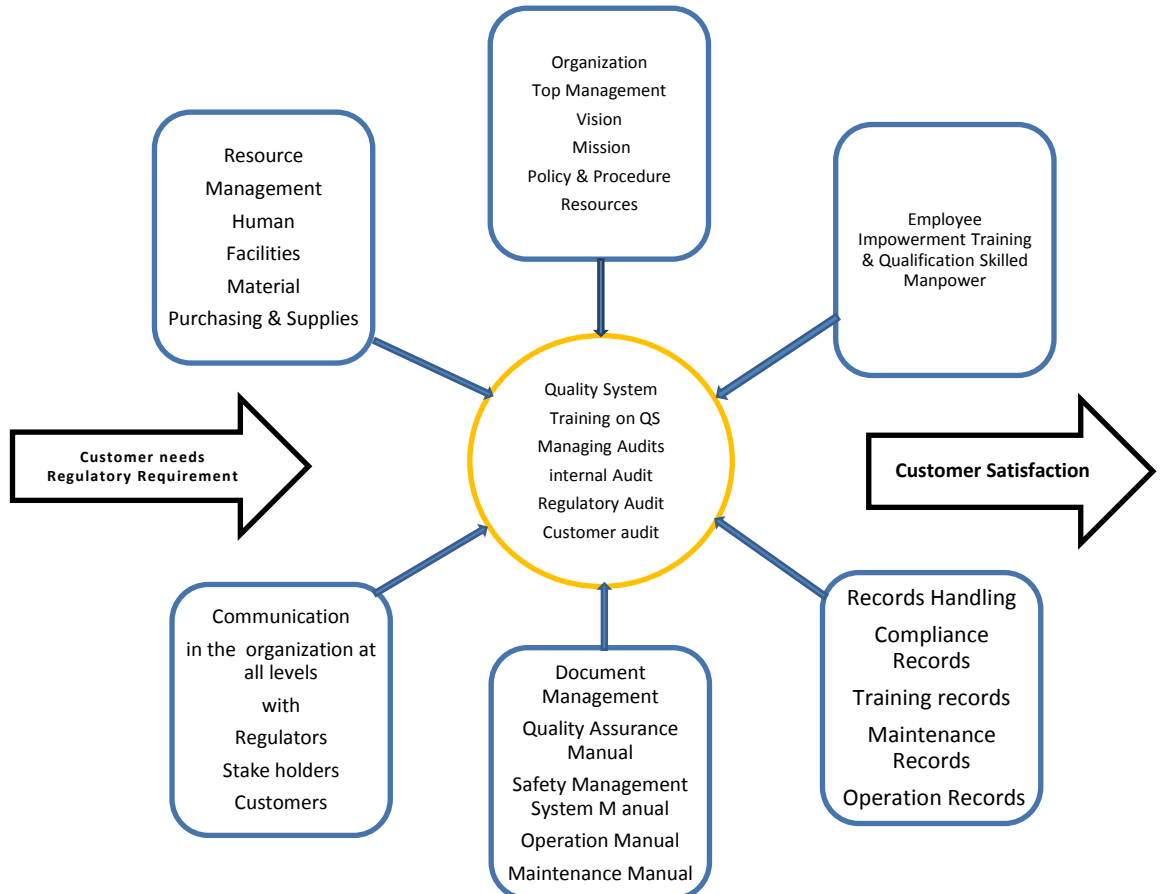 Organization
Top Management
Vision
Mission
Policy & Procedure
Resources
Resource
Management
Human
Facilities
Material
Purchasing & Supplies
Employee
Impowerment Training
& Qualification Skilled
Manpower
Customer needs
Regulatory Requirement
Quality System
Training on QS
Managing Audits
internal Audit
Regulatory Audit
Customer audit
Customer Satisfaction
Communication
in the organization at
all levels
with
Regulators
Stake holders
Customers
Document
Management
Quality Assurance
Manual
Safety Management
System M anual
Operation Manual
Maintenance Manual
Records Handling
Compliance
Records
Training records
Maintenance
Records
Operation Records